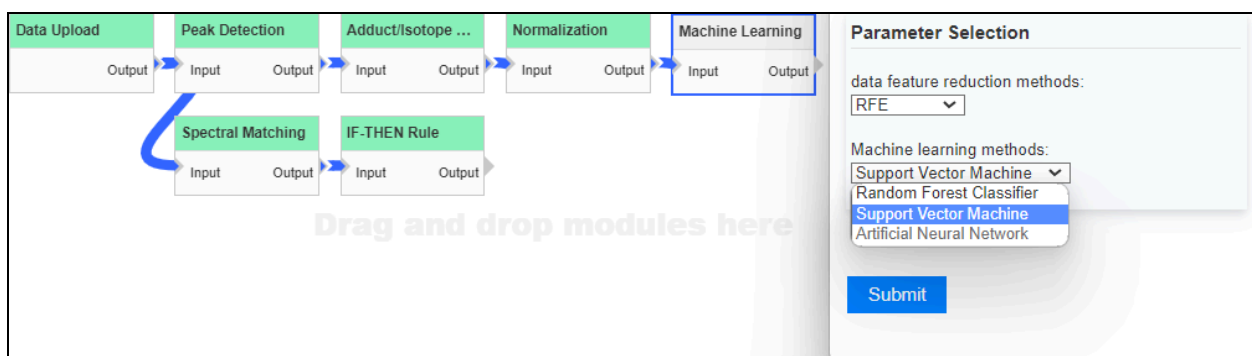 Data Upload
Output
Peak Detection
Input Output
Adduct/Isotope ...
Input Output
Normalization
Input Output
Machine Learning
Input Output
Spectral Matching
Input Output
IF-THEN Rule
Input Output
Drag and drop modules here
Parameter Selection
data feature reduction methods:
RFE
Machine learning methods:
Support Vector Machine
Random Forest Classifier
Support Vector Machine
Artificial Neural Network
Submit